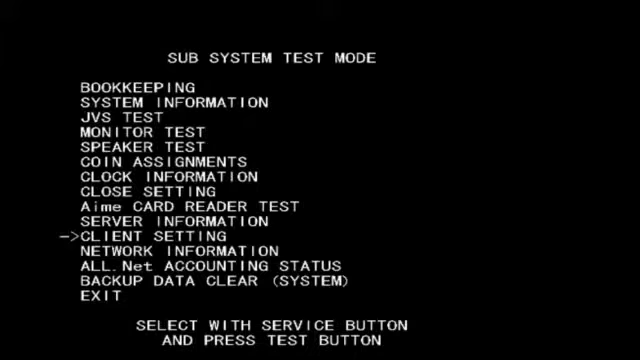 SUB SYSTEM TEST MODE
BOOKKEEPING
SYSTEM INFORMATION
JVS TEST
MONITOR TEST
SPEAKER TEST
COIN ASSIGNMENTS
CLOCK INFORMATION
CLOSE SETTING
Aime CARD READER TEST
SERVER INFORMATION
->CLIENT SETTING
NETWORK INFORMATION
ALL.Net ACCOUNTING STATUS
BACKUP DATA CLEAR (SYSTEM)
EXIT
SELECT WITH SERVICE BUTTON
AND PRESS TEST BUTTON